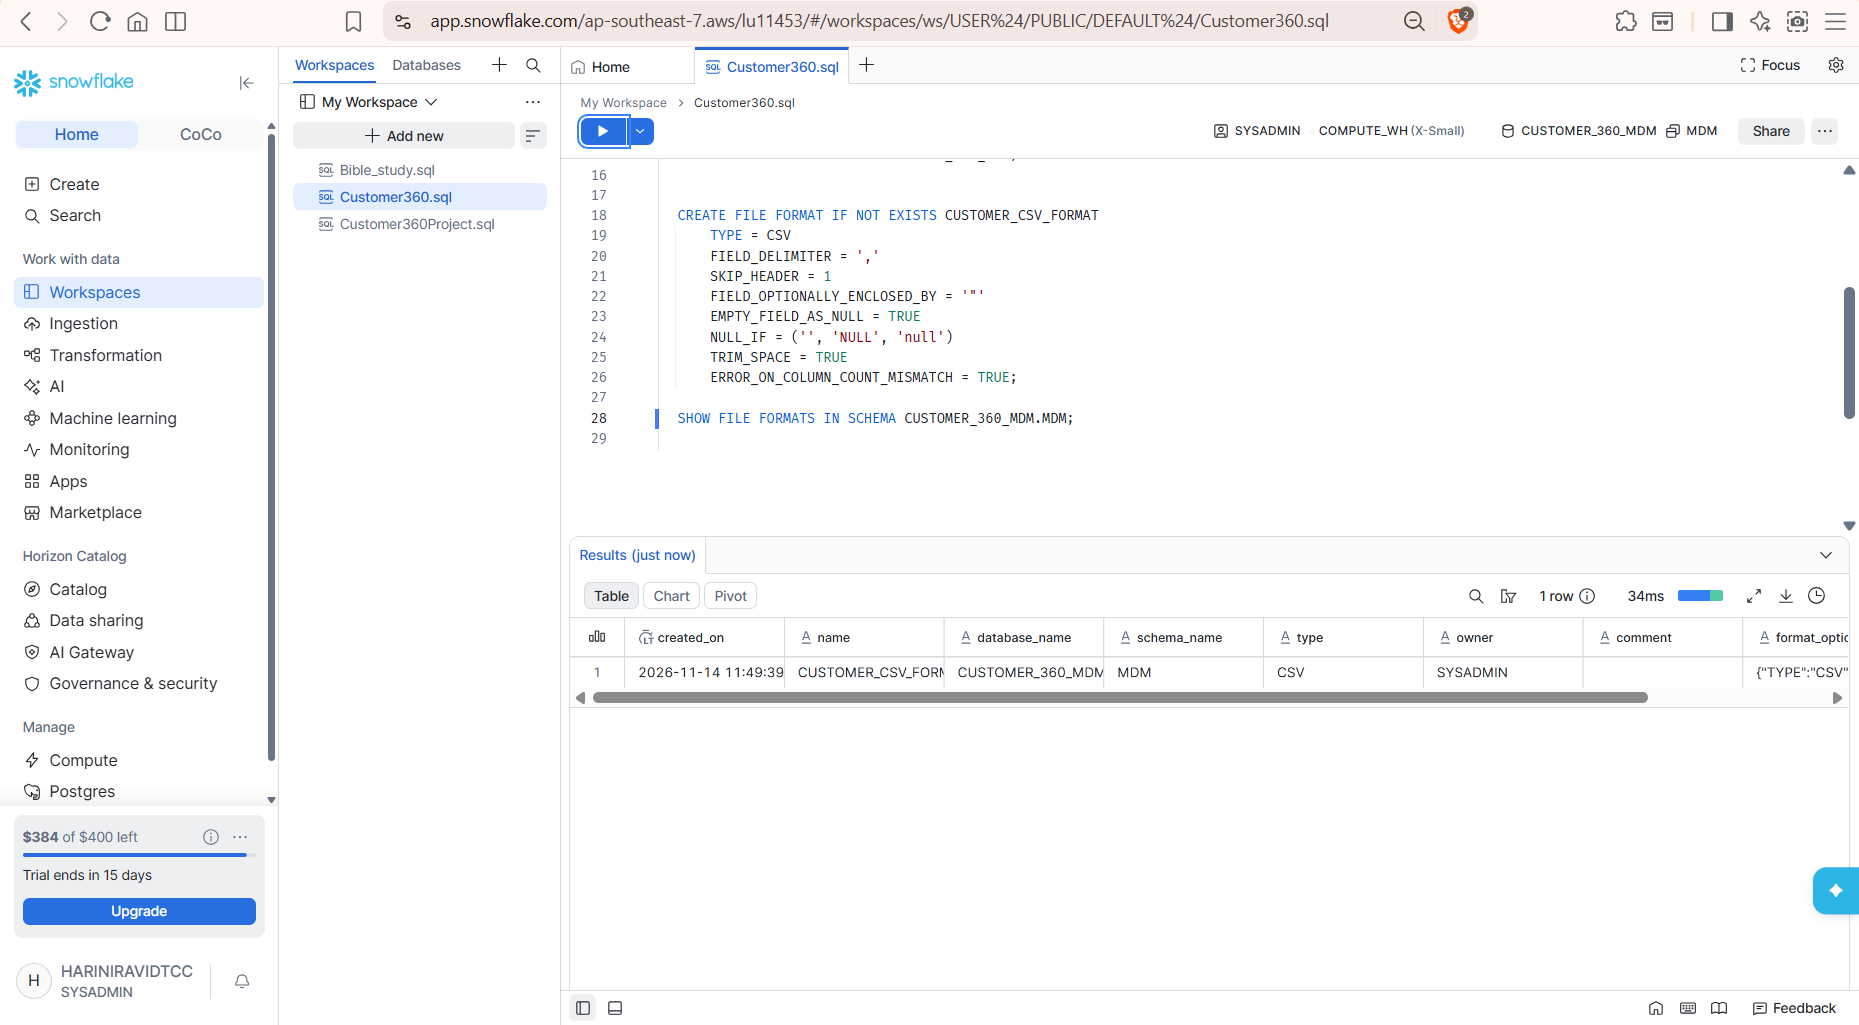 app.snowflake.com/ap-southeast-7.aws/lu11453/#/workspaces/ws/USER%24/PUBLIC/DEFAULT%24/Customer360.sql
2
snowflake
Home CoCo
Create
Search
Work with data
Workspaces
Ingestion
Transformation
AI
Machine learning
Monitoring
Apps
Marketplace
Horizon Catalog
Catalog
Data sharing
AI Gateway
Governance & security
Manage
Compute
Postgres
$384 of $400 left
Trial ends in 15 days
Upgrade
H
HARINIRAVIDTCC
SYSADMIN
Workspaces Databases
My Workspace
Add new
Bible_study.sql
Customer360.sql
Customer360Project.sql
Home
Customer360.sql
Focus
My Workspace > Customer360.sql
SYSADMIN COMPUTE_WH (X-Small) CUSTOMER_360_MDM MDM Share
16
17
18 CREATE FILE FORMAT IF NOT EXISTS CUSTOMER_CSV_FORMAT
19 TYPE = CSV
20 FIELD_DELIMITER = ','
21 SKIP_HEADER = 1
22 FIELD_OPTIONALLY_ENCLOSED_BY = '"'
23 EMPTY_FIELD_AS_NULL = TRUE
24 NULL_IF = ('', 'NULL', 'null')
25 TRIM_SPACE = TRUE
26 ERROR_ON_COLUMN_COUNT_MISMATCH = TRUE;
27
28 SHOW FILE FORMATS IN SCHEMA CUSTOMER_360_MDM.MDM;
29
Results (just now)
Table Chart Pivot
1 row 34ms
created_on name database_name schema_name type owner comment format_optio
1 2026-11-14 11:49:39 CUSTOMER_CSV_FORM CUSTOMER_360_MDM MDM CSV SYSADMIN {"TYPE":"CSV"
Feedback